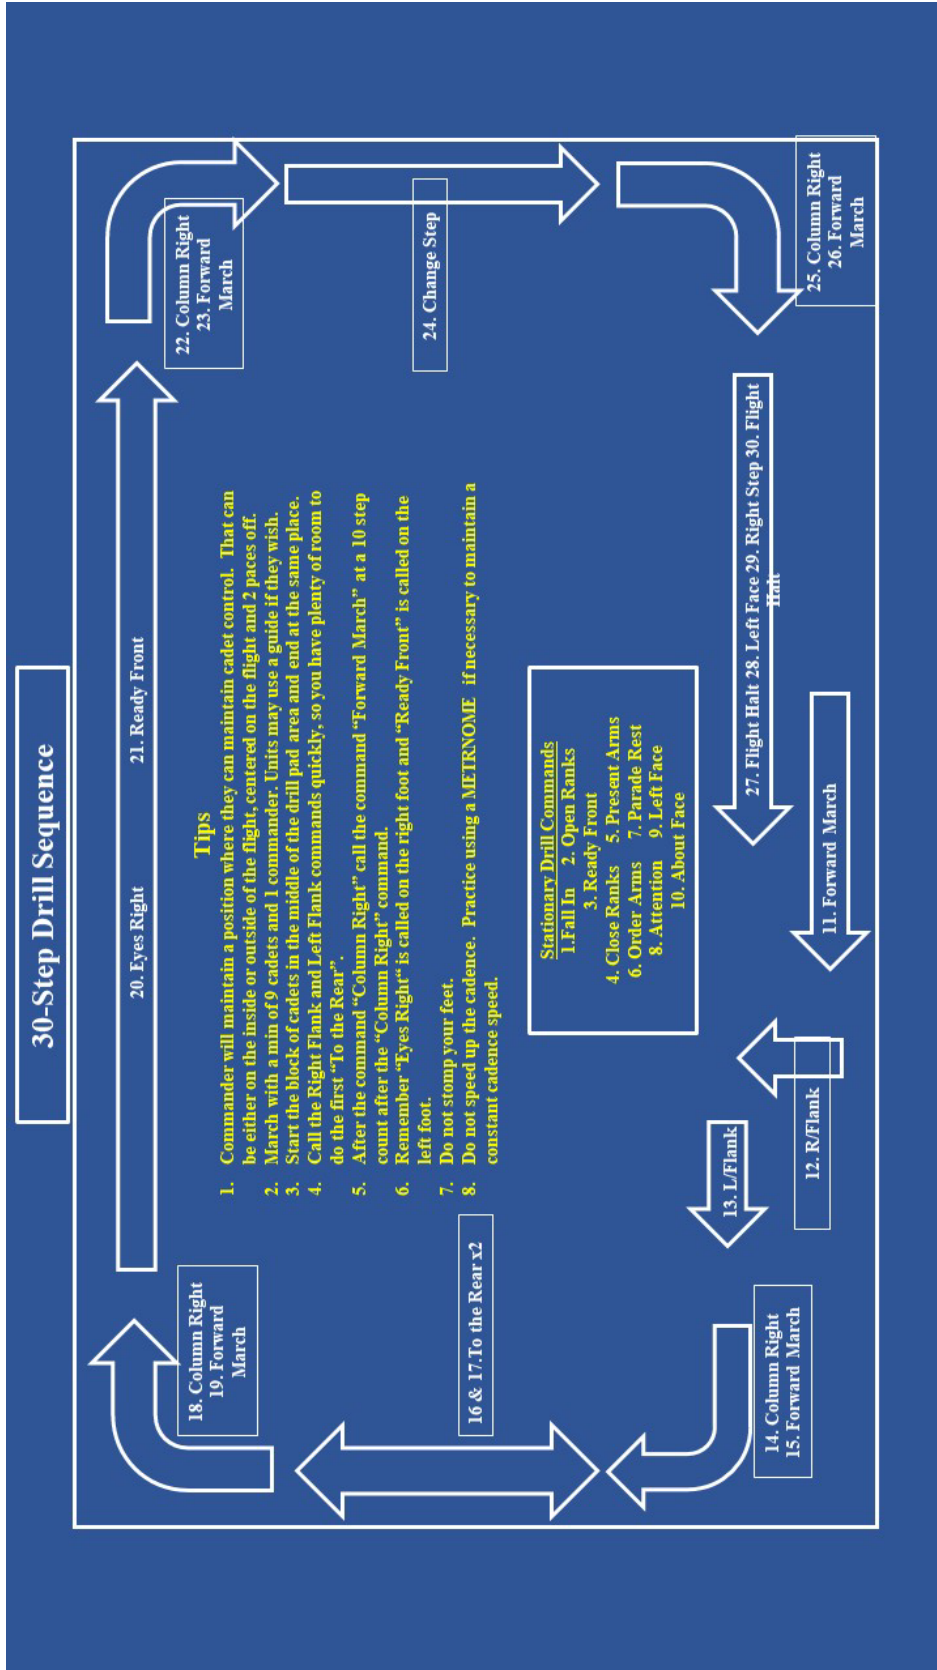 30-Step Drill Sequence
20. Eyes Right
21. Ready Front
22. Column Right
23. Forward
March
18. Column Right
19. Forward
March
Tips
1. Commander will maintain a position where they can maintain cadet control.  That can
be either on the inside or outside of the flight, centered on the flight and 2 paces off.
2. March with a min of 9 cadets and 1 commander. Units may use a guide if they wish.
3. Start the block of cadets in the middle of the drill pad area and end at the same place.
4. Call the Right Flank and Left Flank commands quickly, so you have plenty of room to
do the first “To the Rear”.
5. After the command “Column Right” call the command “Forward March”  at a 10 step
count after the “Column Right” command.
6. Remember “Eyes Right“ is called on the right foot and “Ready Front” is called on the
left foot.
7. Do not stomp your feet.
8. Do not speed up the cadence.  Practice using a METRNOME  if necessary to maintain a
constant cadence speed.
24. Change Step
16 & 17.To the Rear x2
Stationary Drill Commands
1.Fall In   2. Open Ranks
3. Ready Front
4. Close Ranks   5. Present Arms
6. Order Arms   7. Parade Rest
8. Attention   9. Left Face
10. About Face
13. L/Flank
27. Flight Halt 28. Left Face 29. Right Step 30. Flight
Halt
14. Column Right
15. Forward  March
12. R/Flank
11. Forward  March
25. Column Right
26. Forward
March